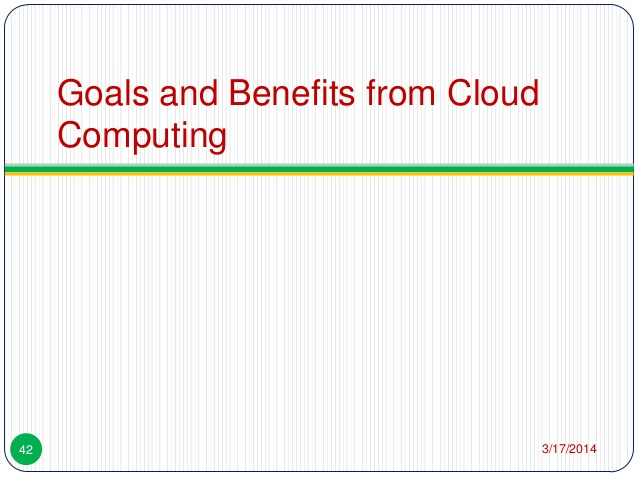 Goals and Benefits from Cloud
Computing
42
3/17/2014